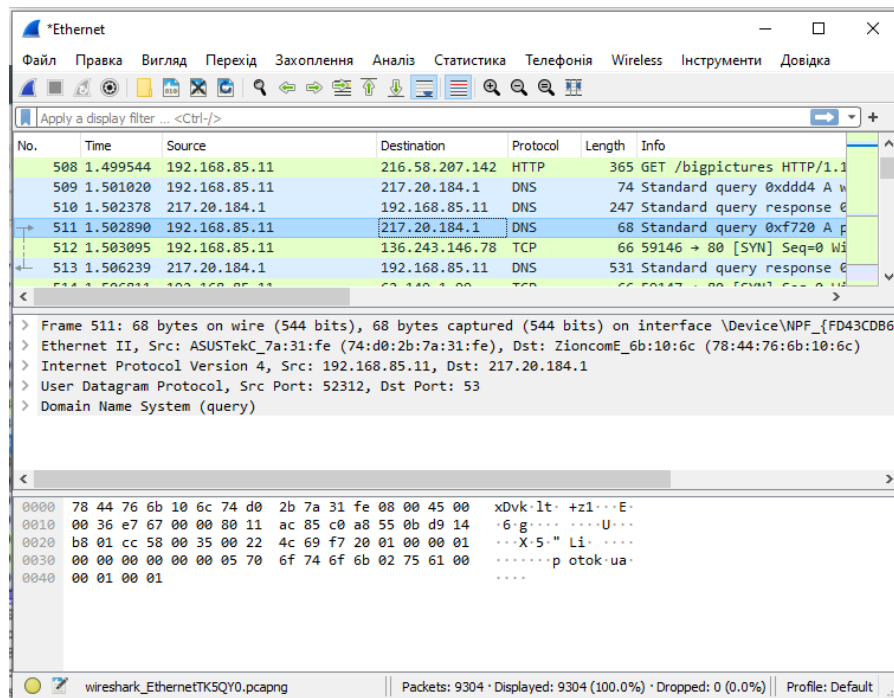 *Ethernet
Файл Правка Вигляд Перехід Захоплення Аналіз Статистика Телефонія Wireless Інструменти Довідка
Apply a display filter ... <Ctrl-/>
No. Time Source Destination Protocol Length Info
508 1.499544 192.168.85.11 216.58.207.142 HTTP 365 GET /bigpictures HTTP/1.1
509 1.501020 192.168.85.11 217.20.184.1 DNS 74 Standard query 0xddd4 A w
510 1.502378 217.20.184.1 192.168.85.11 DNS 247 Standard query response 0
511 1.502890 192.168.85.11 217.20.184.1 DNS 68 Standard query 0xf720 A p
512 1.503095 192.168.85.11 136.243.146.78 TCP 66 59146 → 80 [SYN] Seq=0 Wi
513 1.506239 217.20.184.1 192.168.85.11 DNS 531 Standard query response 0
> Frame 511: 68 bytes on wire (544 bits), 68 bytes captured (544 bits) on interface \Device\NPF_{FD43CDB6
> Ethernet II, Src: ASUSTekC_7a:31:fe (74:d0:2b:7a:31:fe), Dst: ZioncomE_6b:10:6c (78:44:76:6b:10:6c)
> Internet Protocol Version 4, Src: 192.168.85.11, Dst: 217.20.184.1
> User Datagram Protocol, Src Port: 52312, Dst Port: 53
> Domain Name System (query)
0000 78 44 76 6b 10 6c 74 d0 2b 7a 31 fe 08 00 45 00 xDvk·lt· +z1···E·
0010 00 36 e7 67 00 00 80 11 ac 85 c0 a8 55 0b d9 14 ·6·g···· ····U···
0020 b8 01 cc 58 00 35 00 22 4c 69 f7 20 01 00 00 01 ···X·5·" Li· ····
0030 00 00 00 00 00 00 05 70 6f 74 6f 6b 02 75 61 00 ·······p otok·ua·
0040 00 01 00 01 ····
wireshark_EthernetTK5QY0.pcapng Packets: 9304 · Displayed: 9304 (100.0%) · Dropped: 0 (0.0%) Profile: Default